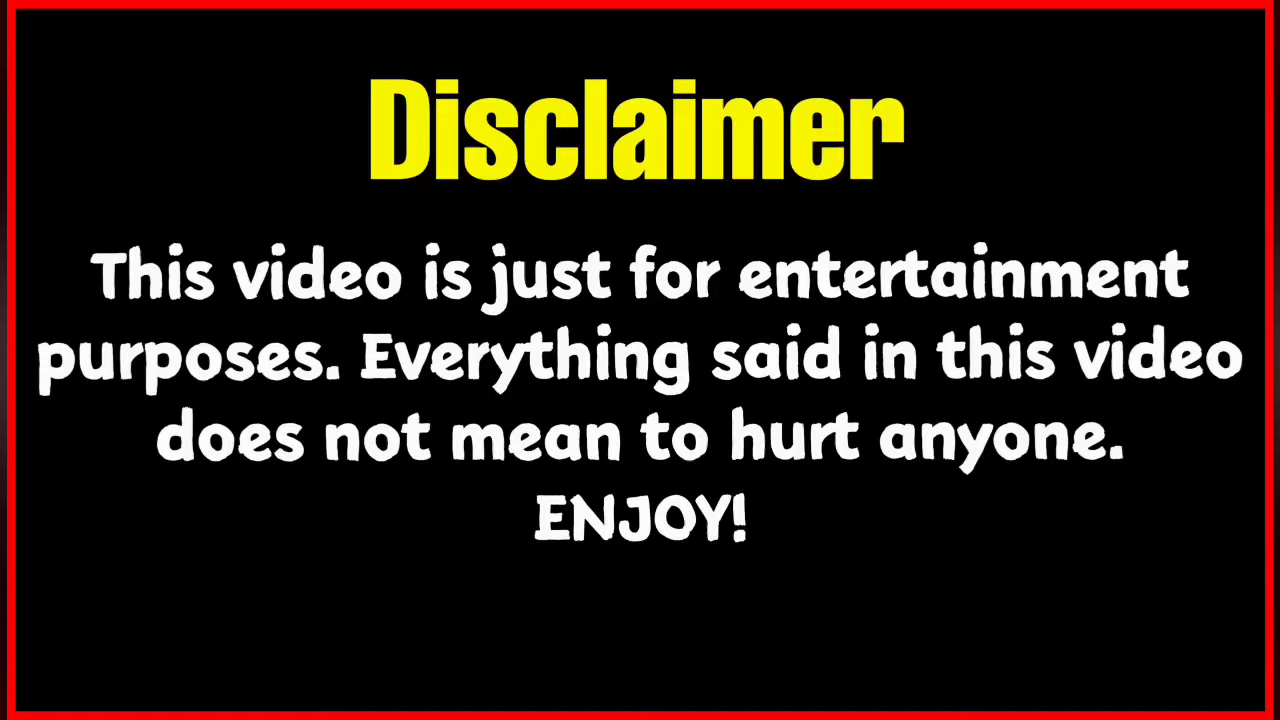 Disclaimer
This video is just for entertainment
purposes. Everything said in this video
does not mean to hurt anyone.
ENJOY!